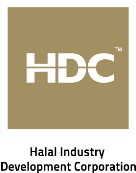 HDC™
Halal Industry
Development Corporation